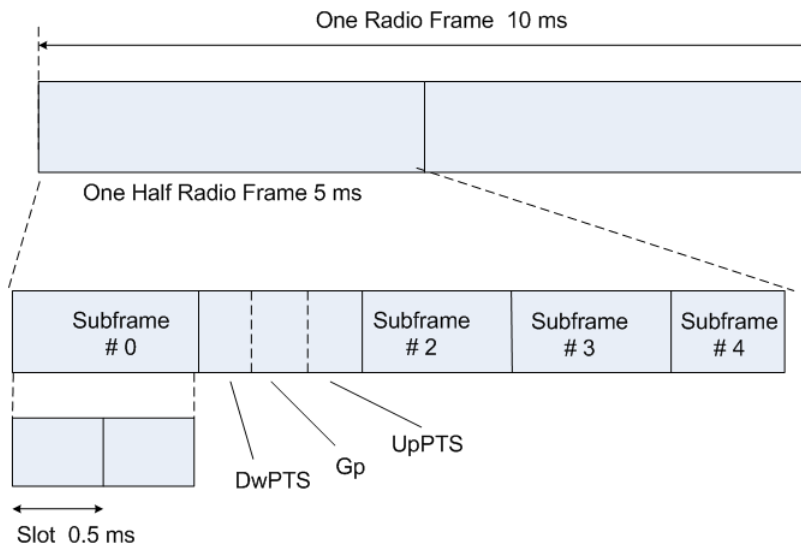 One Radio Frame 10 ms
One Half Radio Frame 5 ms
Subframe
# 0
Subframe
# 2
Subframe
# 3
Subframe
# 4
DwPTS
Gp
UpPTS
Slot 0.5 ms